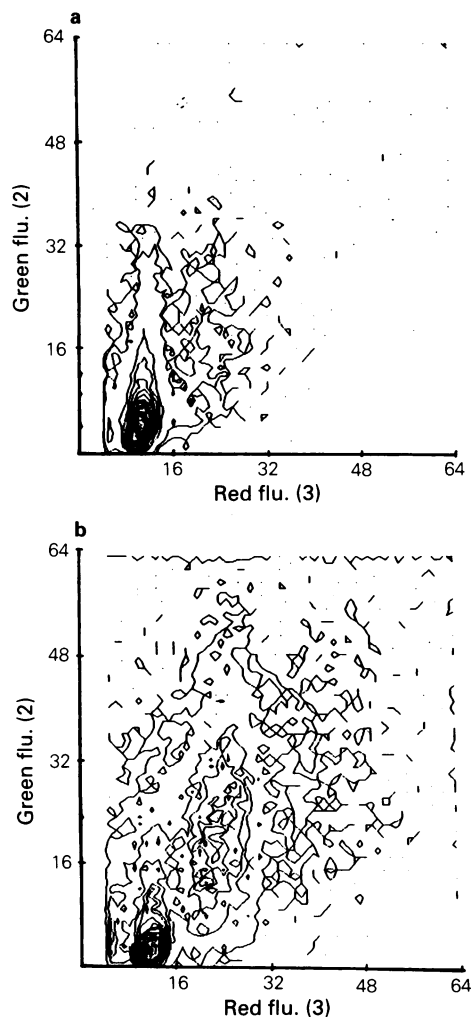 a
64
48
32
16
Green flu. (2)
16 32 48 64
Red flu. (3)
b
64
48
32
16
Green flu. (2)
16 32 48 64
Red flu. (3)